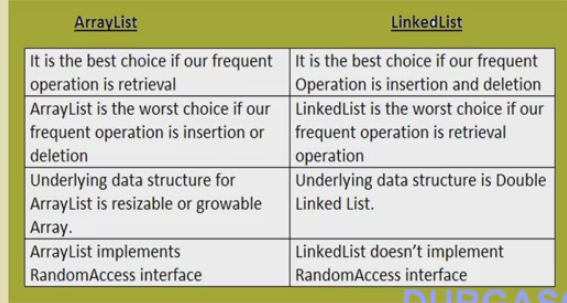 ArrayList
LinkedList
It is the best choice if our frequent
operation is retrieval
It is the best choice if our frequent
Operation is insertion and deletion
ArrayList is the worst choice if our
frequent operation is insertion or
deletion
LinkedList is the worst choice if our
frequent operation is retrieval
operation
Underlying data structure for
ArrayList is resizable or growable
Array.
Underlying data structure is Double
Linked List.
ArrayList implements
RandomAccess interface
LinkedList doesn't implement
RandomAccess interface